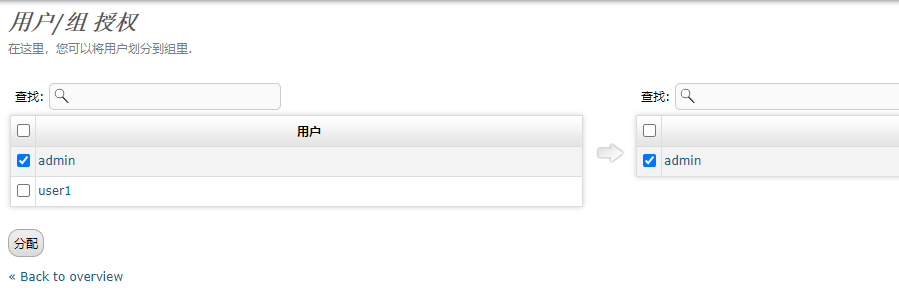 用户/组 授权
在这里，您可以将用户划分到组里.
查找： 查找：
用户
admin admin
user1
分配
« Back to overview